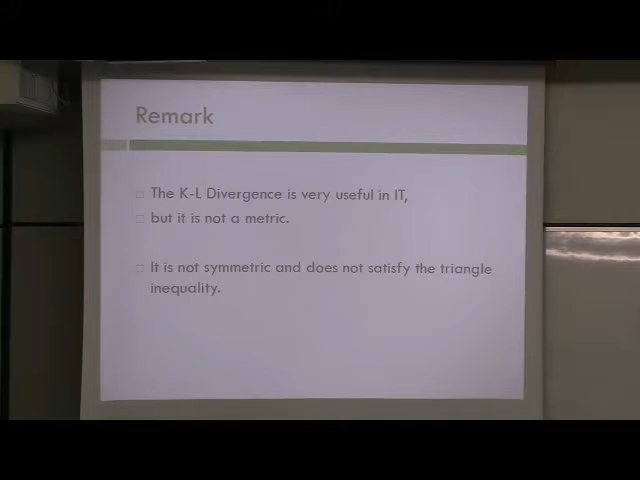 Remark
The K-L Divergence is very useful in IT,
but it is not a metric.
It is not symmetric and does not satisfy the triangle
inequality.